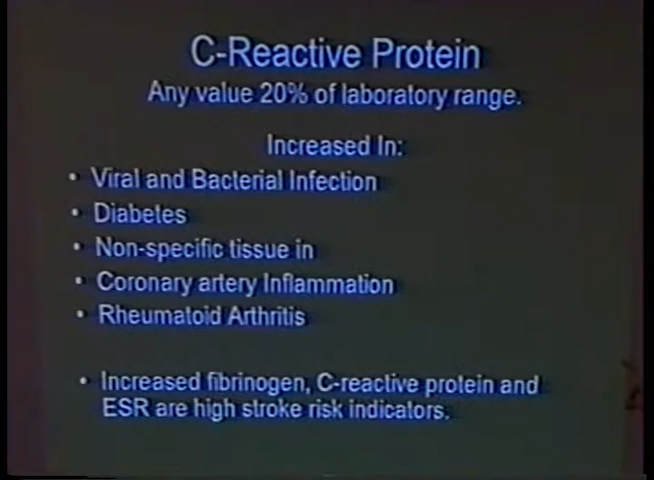 C-Reactive Protein
Any value 20% of laboratory range.
Increased In:
• Viral and Bacterial Infection
• Diabetes
• Non-specific tissue in
• Coronary artery Inflammation
• Rheumatoid Arthritis
• Increased fibrinogen, C-reactive protein and
ESR are high stroke risk indicators.